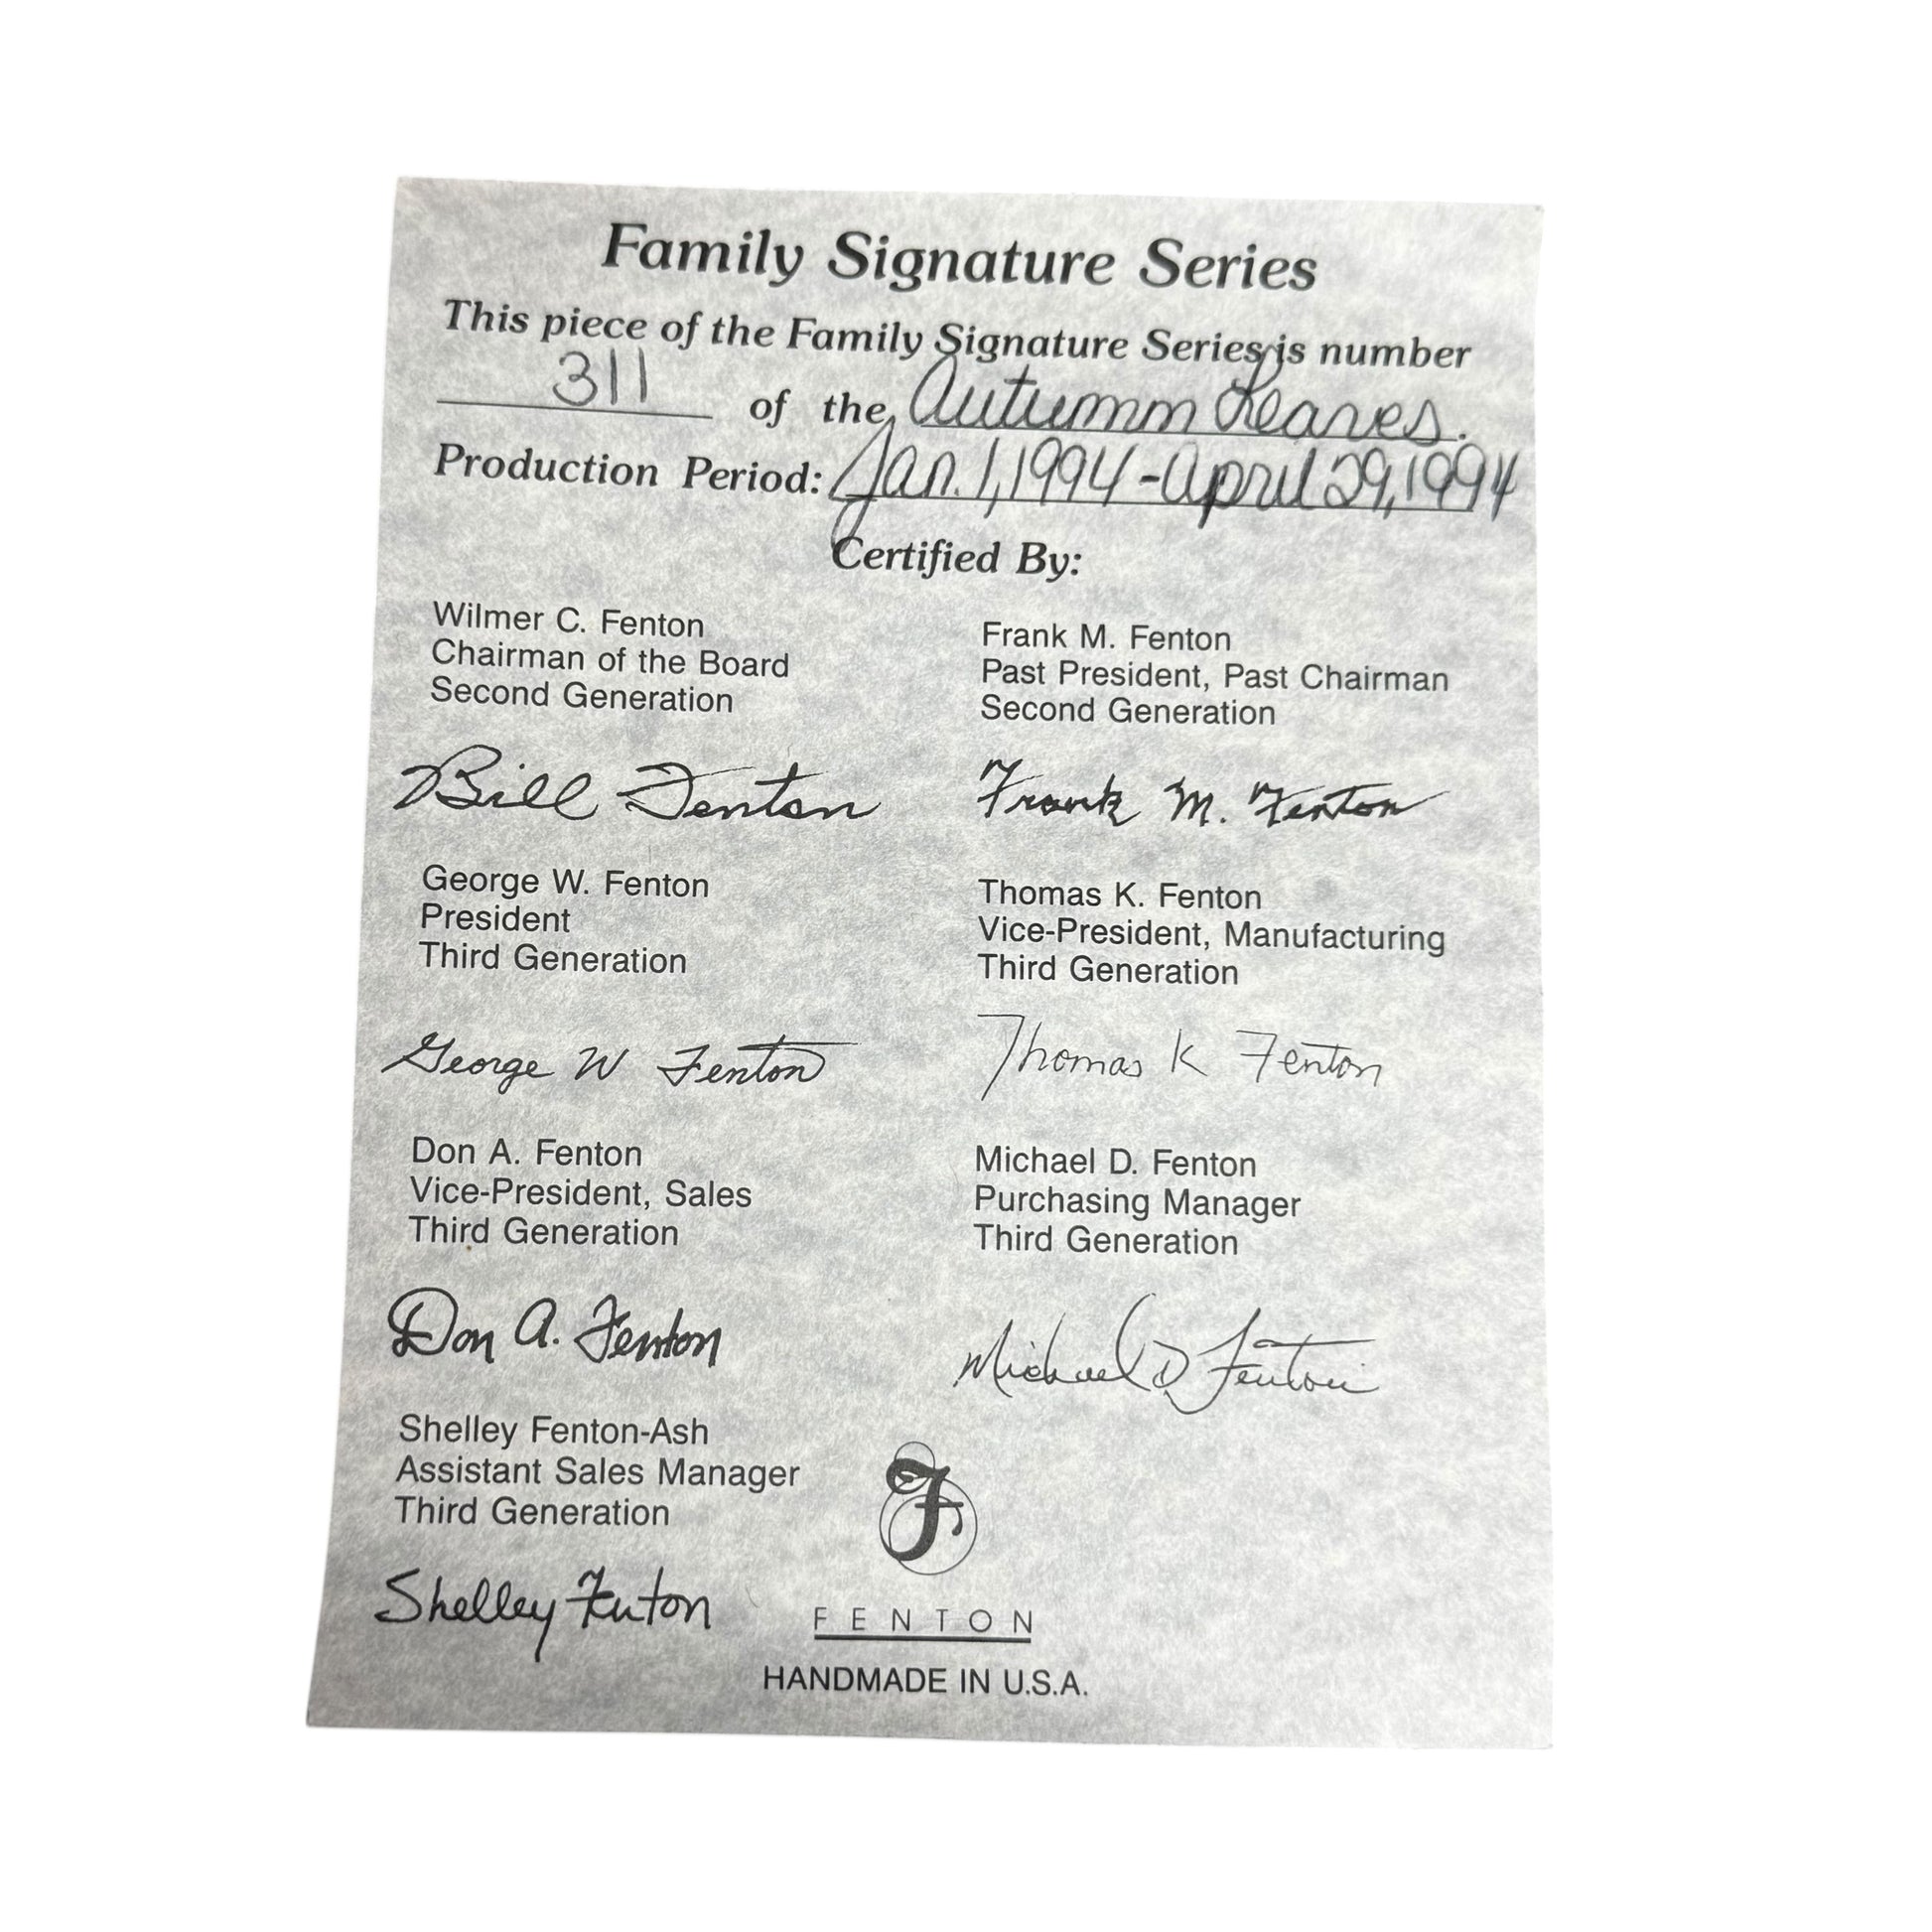 Family Signature Series
This piece of the Family Signature Series is number
311 of the Autumn Leaves.
Production Period: Jan. 1, 1994 - April 29, 1994
Certified By:
Wilmer C. Fenton
Chairman of the Board
Second Generation
Bill Fenton
Frank M. Fenton
Past President, Past Chairman
Second Generation
Frank M. Fenton
George W. Fenton
President
Third Generation
George W Fenton
Thomas K. Fenton
Vice-President, Manufacturing
Third Generation
Thomas K Fenton
Don A. Fenton
Vice-President, Sales
Third Generation
Don A. Fenton
Michael D. Fenton
Purchasing Manager
Third Generation
Michael D Fenton
Shelley Fenton-Ash
Assistant Sales Manager
Third Generation
Shelley Fenton
F
FENTON
HANDMADE IN U.S.A.